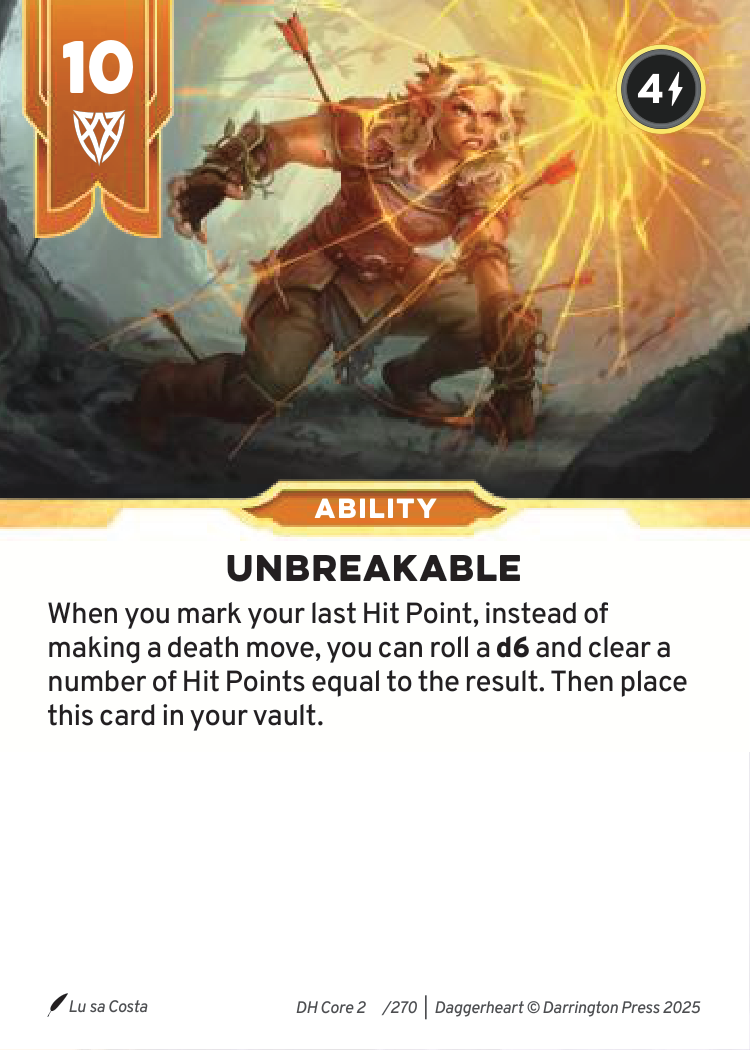 10
4
ABILITY
UNBREAKABLE
When you mark your last Hit Point, instead of
making a death move, you can roll a d6 and clear a
number of Hit Points equal to the result. Then place
this card in your vault.
Lu sa Costa
DH Core 2 /270 | Daggerheart © Darrington Press 2025